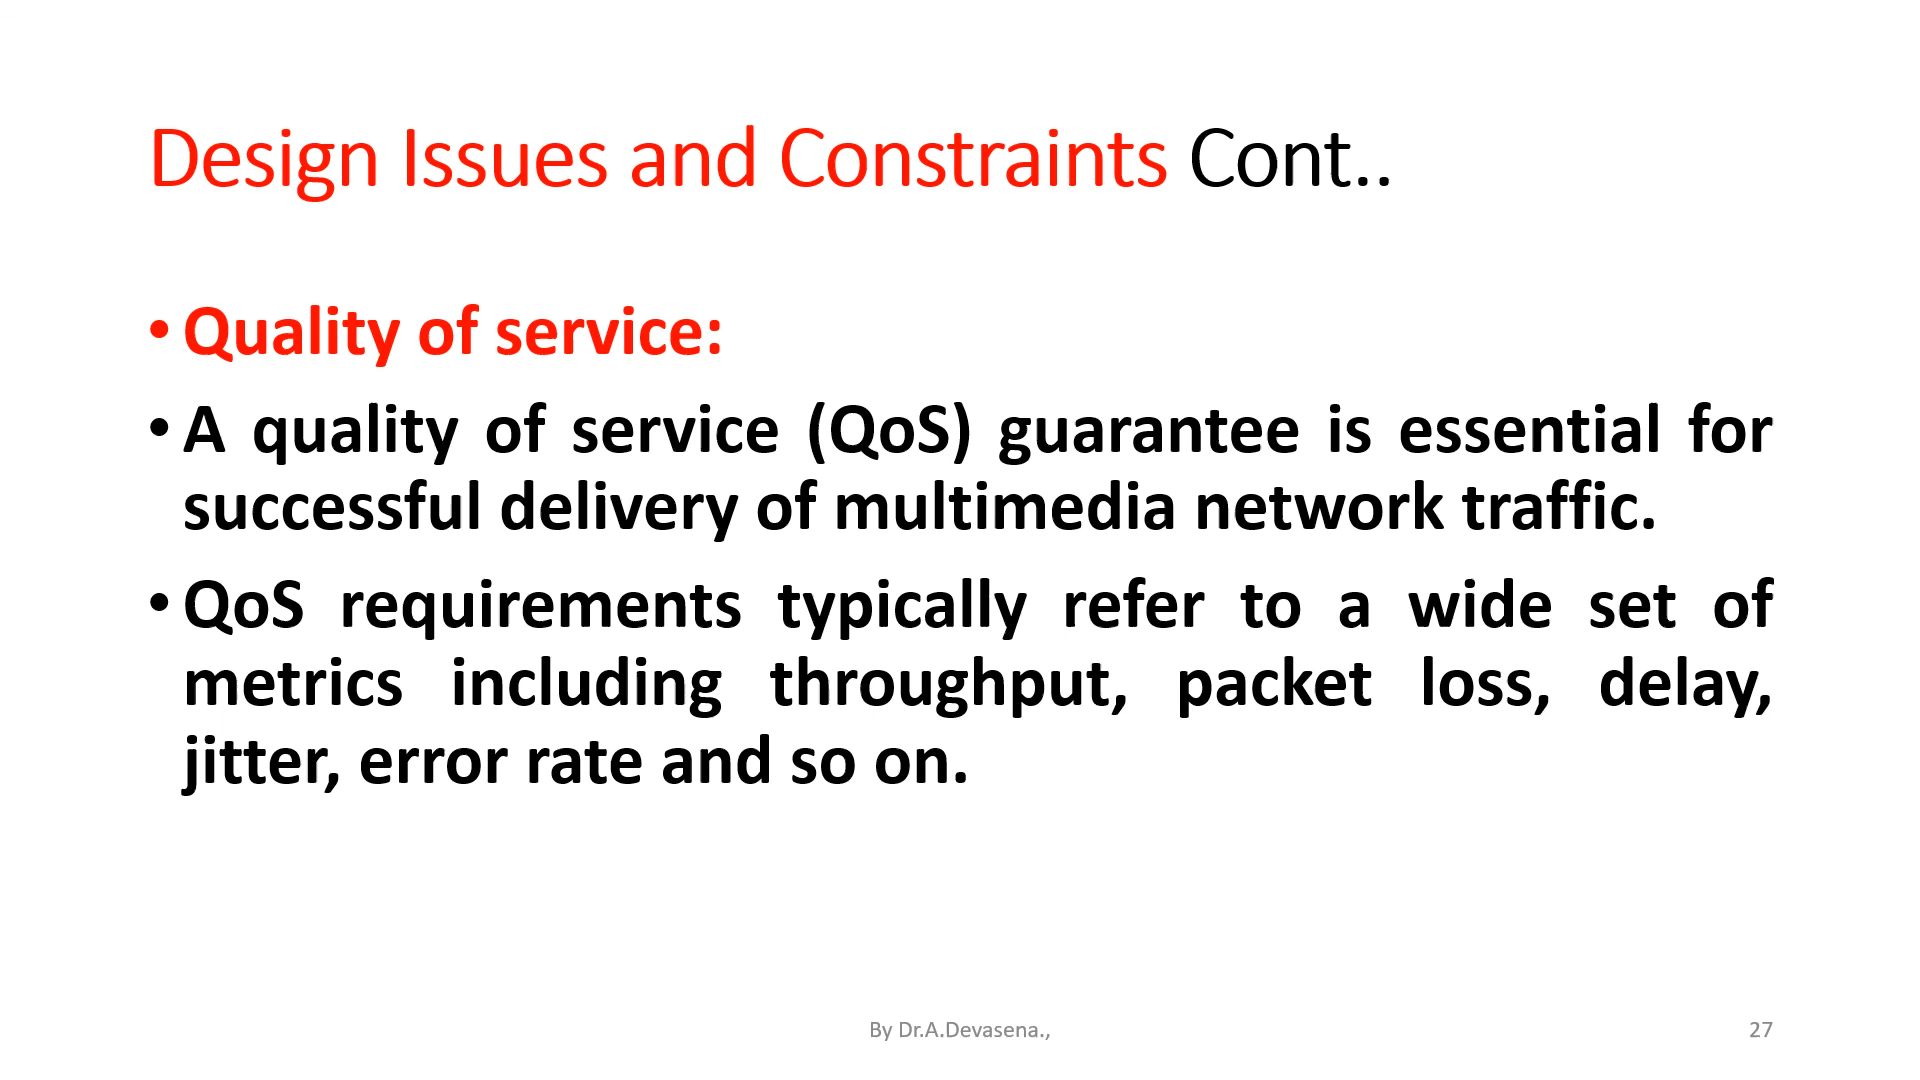 Design Issues and Constraints Cont..
• Quality of service:
• A quality of service (QoS) guarantee is essential for
successful delivery of multimedia network traffic.
• QoS requirements typically refer to a wide set of
metrics including throughput, packet loss, delay,
jitter, error rate and so on.
By Dr.A.Devasena.,
27